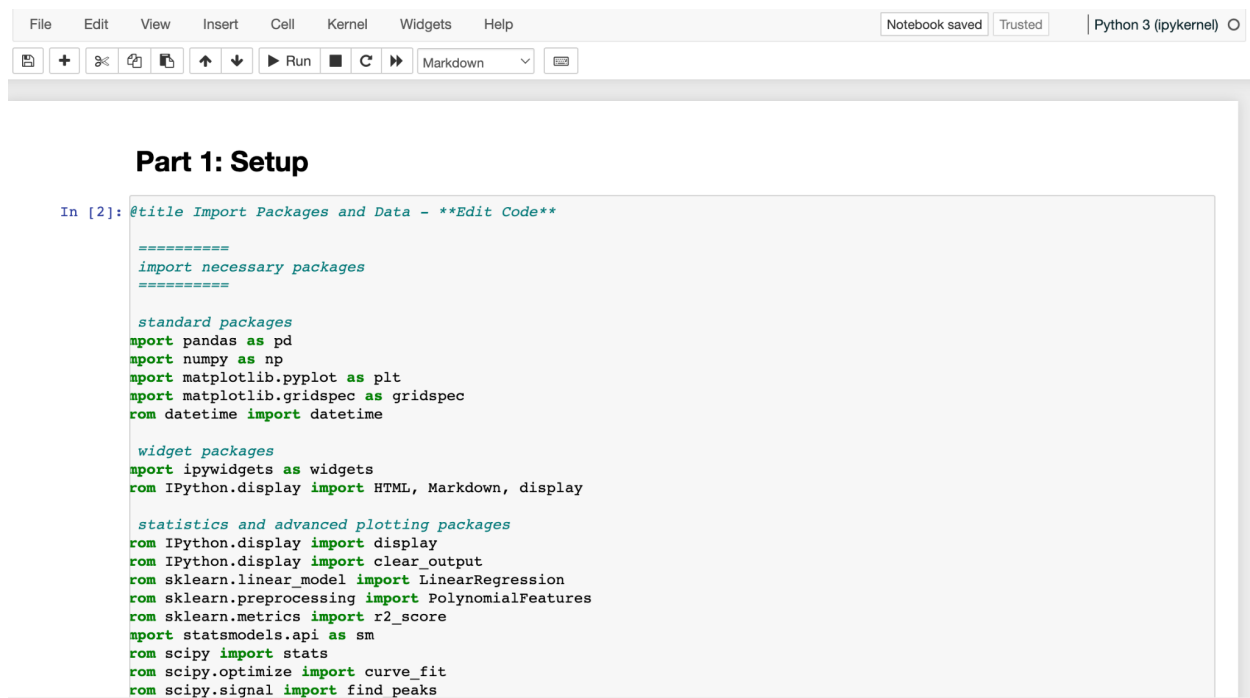 File Edit View Insert Cell Kernel Widgets Help Notebook saved Trusted Python 3 (ipykernel)
Run Markdown
Part 1: Setup
In [2]: @title Import Packages and Data - **Edit Code**
==========
import necessary packages
==========
standard packages
mport pandas as pd
mport numpy as np
mport matplotlib.pyplot as plt
mport matplotlib.gridspec as gridspec
rom datetime import datetime
widget packages
mport ipywidgets as widgets
rom IPython.display import HTML, Markdown, display
statistics and advanced plotting packages
rom IPython.display import display
rom IPython.display import clear_output
rom sklearn.linear_model import LinearRegression
rom sklearn.preprocessing import PolynomialFeatures
rom sklearn.metrics import r2_score
mport statsmodels.api as sm
rom scipy import stats
rom scipy.optimize import curve_fit
rom scipy.signal import find_peaks